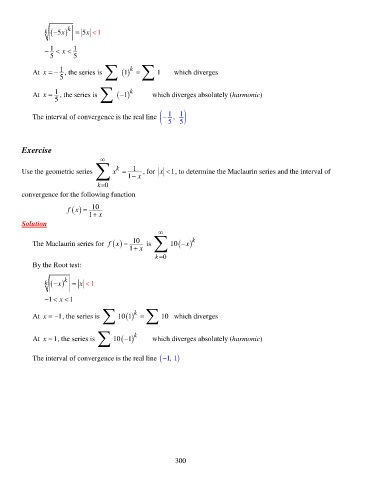 \sqrt[k]{|(-5x)^k|} = |5x| < 1
-\frac{1}{5} < x < \frac{1}{5}
At x = -\frac{1}{5}, the series is \sum (1)^k = \sum 1 which diverges
At x = \frac{1}{5}, the series is \sum (-1)^k which diverges absolutely (harmonic)
The interval of convergence is the real line \left(-\frac{1}{5}, \frac{1}{5}\right)
Exercise
Use the geometric series \sum_{k=0}^{\infty} x^k = \frac{1}{1-x}, for |x| < 1, to determine the Maclaurin series and the interval of
convergence for the following function
f(x) = \frac{10}{1+x}
Solution
The Maclaurin series for f(x) = \frac{10}{1+x} is \sum_{k=0}^{\infty} 10(-x)^k
By the Root test:
\sqrt[k]{|(-x)^k|} = |x| < 1
-1 < x < 1
At x = -1, the series is \sum 10(1)^k = \sum 10 which diverges
At x = 1, the series is \sum 10(-1)^k which diverges absolutely (harmonic)
The interval of convergence is the real line (-1, 1)
300